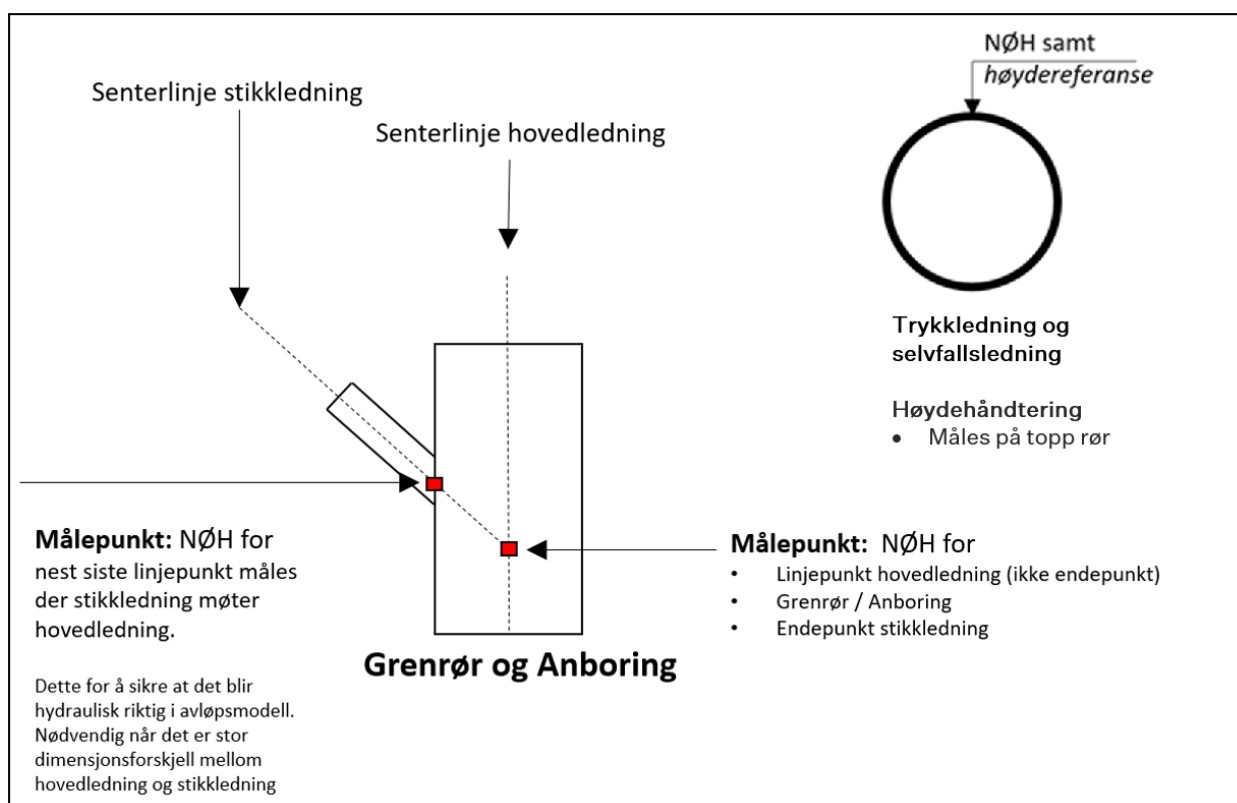 Senterlinje stikkledning
Senterlinje hovedledning
NØH samt
høydereferanse
Trykkledning og
selvfallsledning
Høydehåndtering
• Måles på topp rør
Målepunkt: NØH for
nest siste linjepunkt måles
der stikkledning møter
hovedledning.
Dette for å sikre at det blir
hydraulisk riktig i avløpsmodell.
Nødvendig når det er stor
dimensjonsforskjell mellom
hovedledning og stikkledning
Grenrør og Anboring
Målepunkt: NØH for
• Linjepunkt hovedledning (ikke endepunkt)
• Grenrør / Anboring
• Endepunkt stikkledning